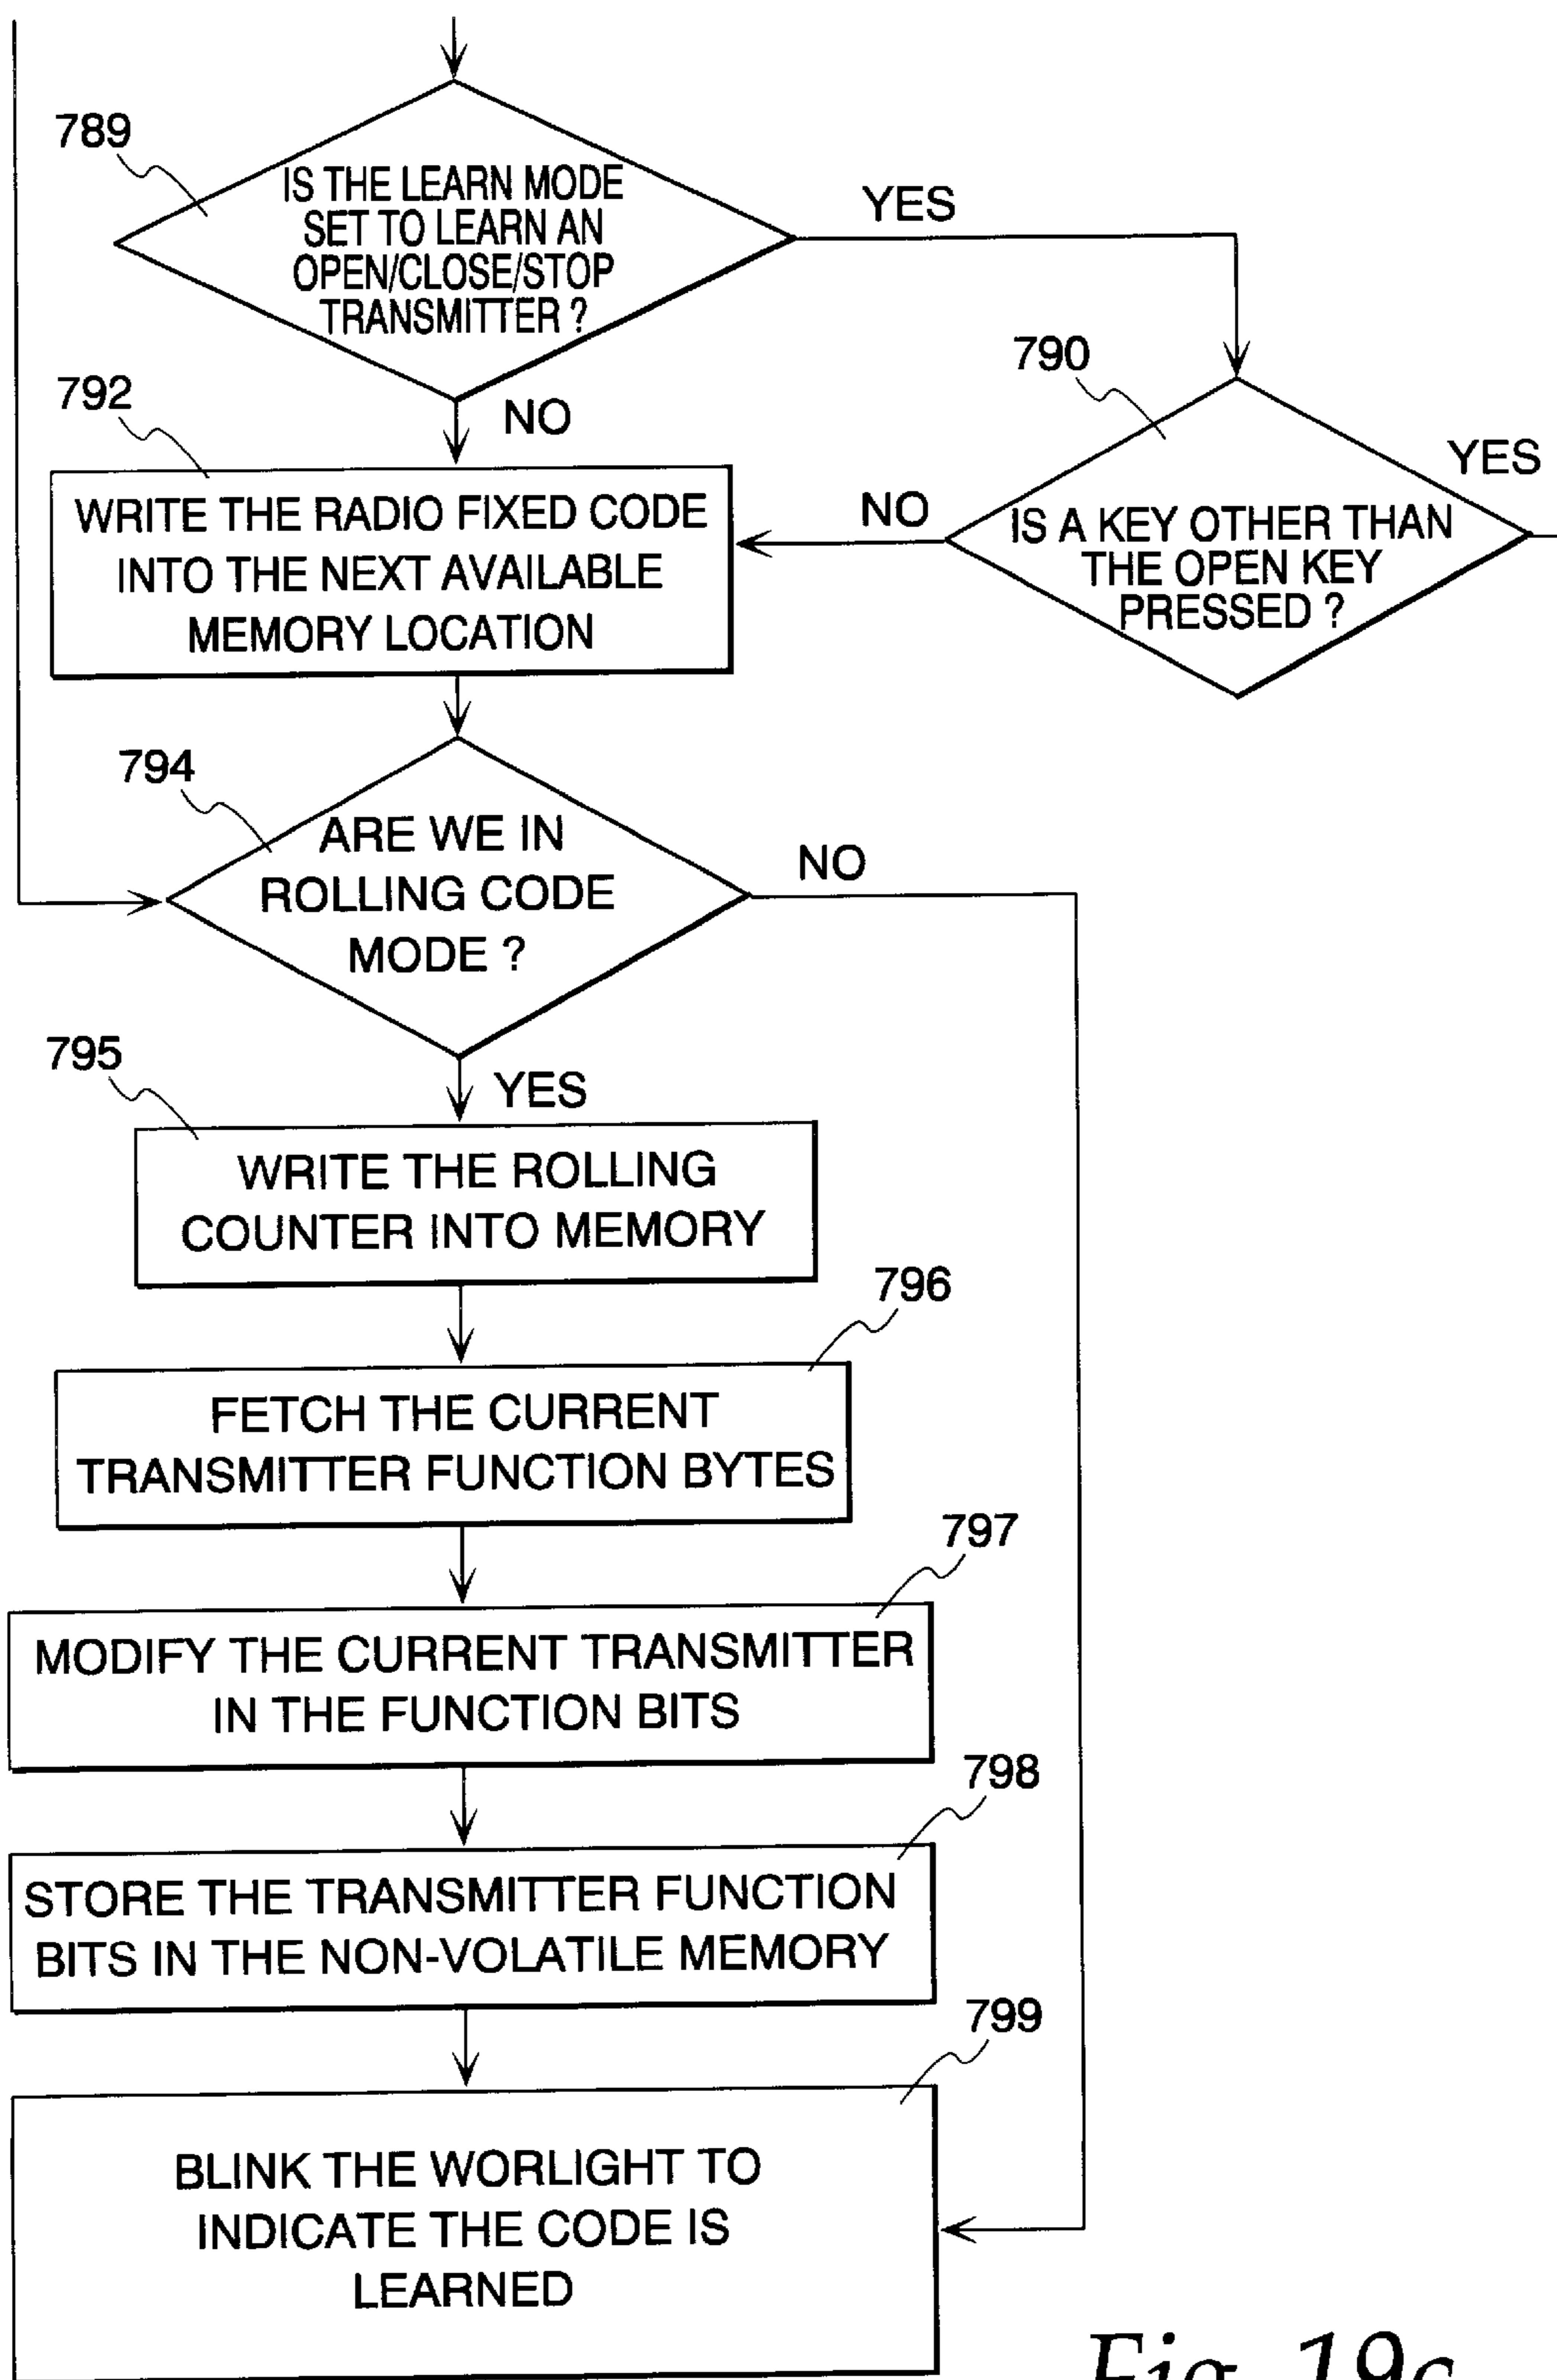 789
IS THE LEARN MODE
SET TO LEARN AN
OPEN/CLOSE/STOP
TRANSMITTER ?
YES
NO
790
IS A KEY OTHER THAN
THE OPEN KEY
PRESSED ?
YES
NO
792
WRITE THE RADIO FIXED CODE
INTO THE NEXT AVAILABLE
MEMORY LOCATION
794
ARE WE IN
ROLLING CODE
MODE ?
NO
YES
795
WRITE THE ROLLING
COUNTER INTO MEMORY
796
FETCH THE CURRENT
TRANSMITTER FUNCTION BYTES
797
MODIFY THE CURRENT TRANSMITTER
IN THE FUNCTION BITS
798
STORE THE TRANSMITTER FUNCTION
BITS IN THE NON-VOLATILE MEMORY
799
BLINK THE WORLIGHT TO
INDICATE THE CODE IS
LEARNED
Fig. 19c